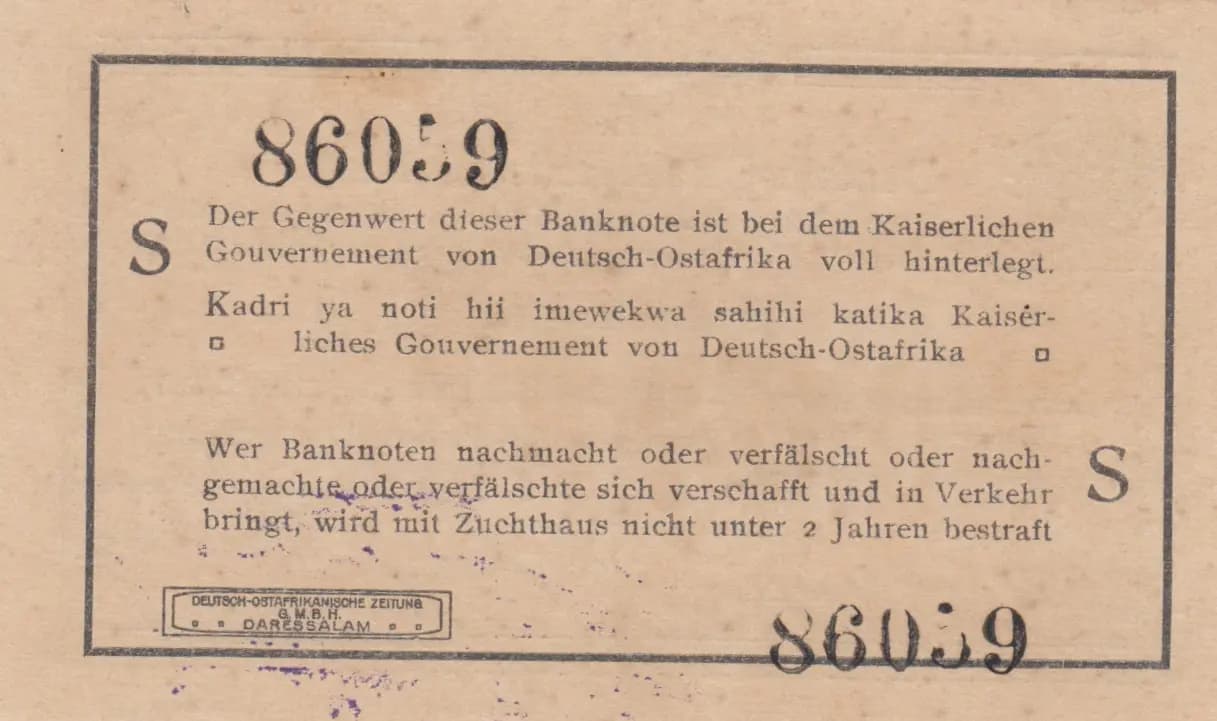 86059
S
Der Gegenwert dieser Banknote ist bei dem Kaiserlichen
Gouvernement von Deutsch-Ostafrika voll hinterlegt.
Kadri ya noti hii imewekwa sahihi katika Kaiser-
liches Gouvernement von Deutsch-Ostafrika
Wer Banknoten nachmacht oder verfälscht oder nach-
gemachte oder verfälschte sich verschafft und in Verkehr
bringt, wird mit Zuchthaus nicht unter 2 Jahren bestraft
S
DEUTSCH-OSTAFRIKANISCHE ZEITUNG
G.M.B.H.
DARESSALAM
86059